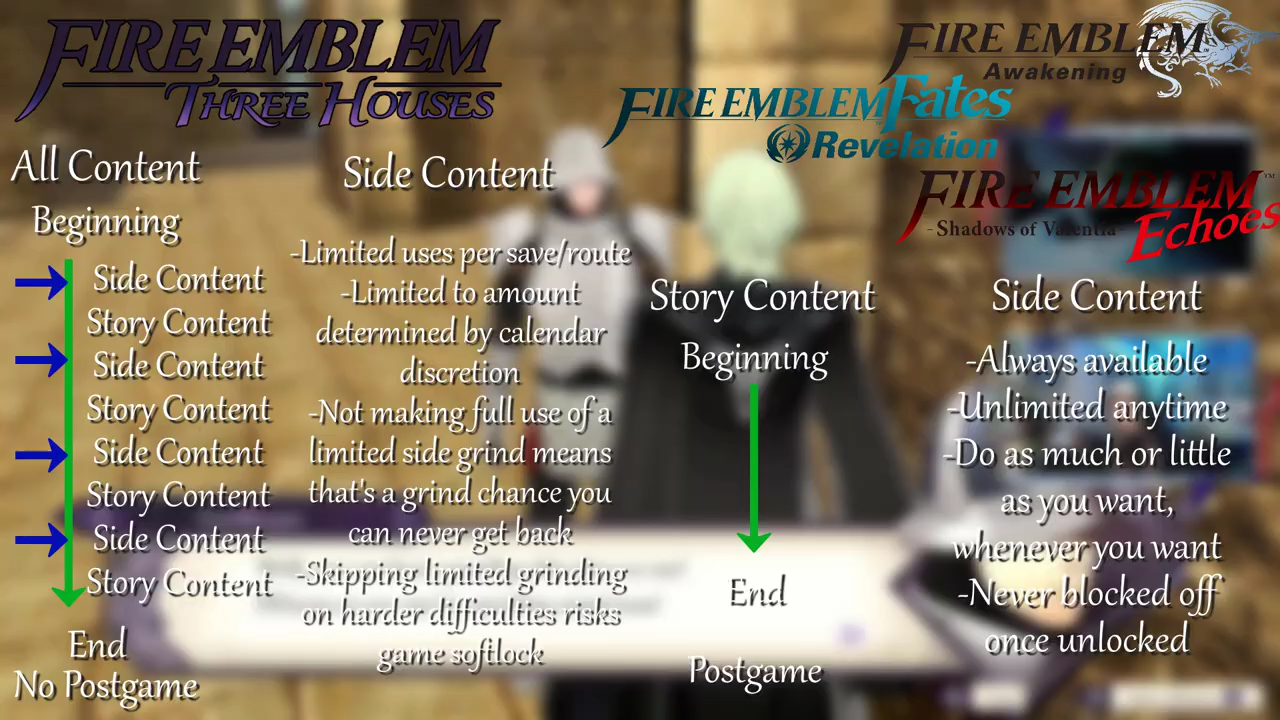 FIRE EMBLEM
THREE HOUSES
All Content
Beginning
Side Content
Story Content
Side Content
Story Content
Side Content
Story Content
Side Content
Story Content
End
No Postgame
Side Content
-Limited uses per save/route
-Limited to amount
determined by calendar
discretion
-Not making full use of a
limited side grind means
that's a grind chance you
can never get back
-Skipping limited grinding
on harder difficulties risks
game softlock
FIRE EMBLEM
Awakening
FIRE EMBLEM Fates
Revelation
FIRE EMBLEM™
-Shadows of Valentia-
Echoes
Story Content
Beginning
End
Postgame
Side Content
-Always available
-Unlimited anytime
-Do as much or little
as you want,
whenever you want
-Never blocked off
once unlocked